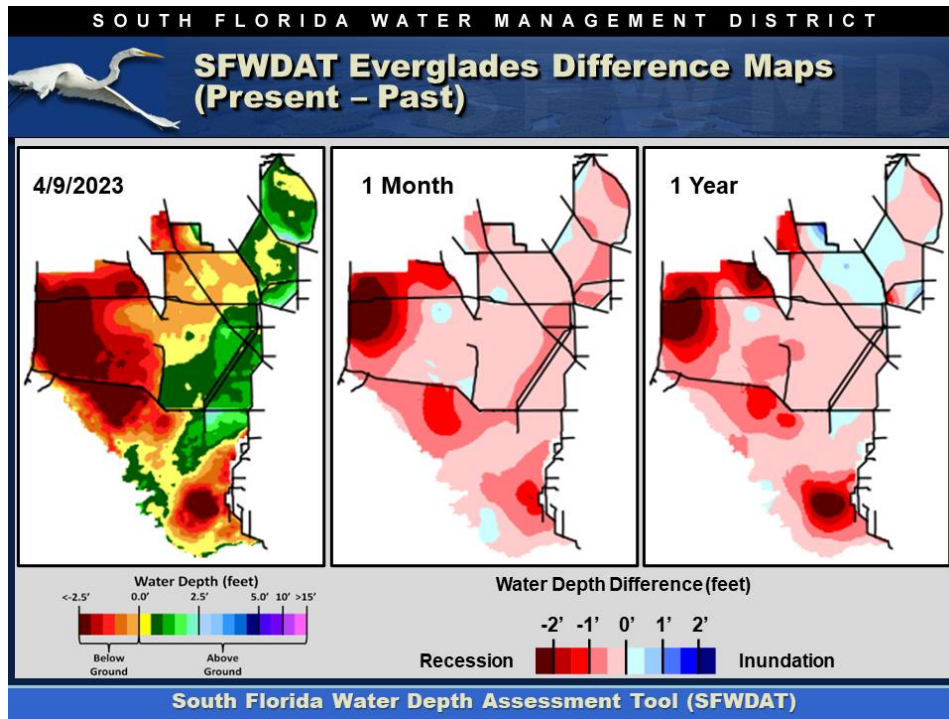 SOUTH FLORIDA WATER MANAGEMENT DISTRICT
SFWDAT Everglades Difference Maps
(Present – Past)
SFWMD
4/9/2023
1 Month
1 Year
Water Depth (feet)
<-2.5' 0.0' 2.5' 5.0' 10' >15'
Below
Ground
Above
Ground
Water Depth Difference (feet)
-2' -1' 0' 1' 2'
Recession
Inundation
South Florida Water Depth Assessment Tool (SFWDAT)